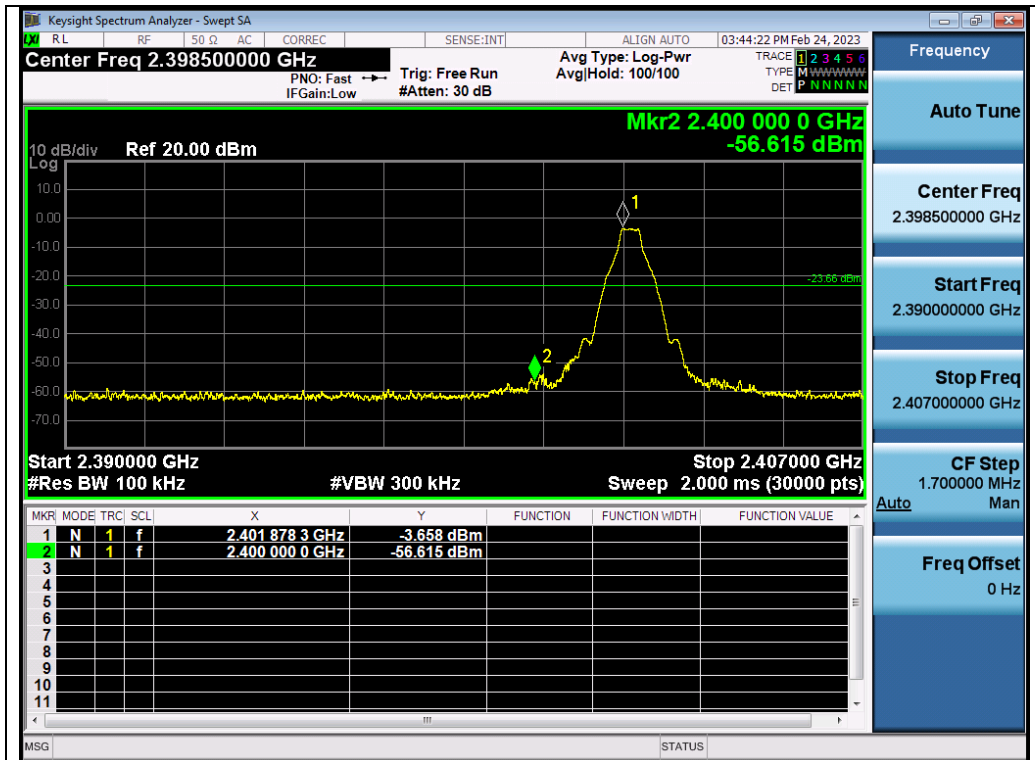 Keysight Spectrum Analyzer - Swept SA
LXI RL RF 50 Ω AC CORREC SENSE:INT ALIGN AUTO 03:44:22 PM Feb 24, 2023
Center Freq 2.398500000 GHz
PNO: Fast
IFGain:Low
Trig: Free Run
#Atten: 30 dB
Avg Type: Log-Pwr
Avg|Hold: 100/100
TRACE 1 2 3 4 5 6
TYPE M WWWWW
DET P N N N N N
Mkr2 2.400 000 0 GHz
-56.615 dBm
10 dB/div Ref 20.00 dBm
Log
10.0
0.00
-10.0
-20.0
-30.0
-40.0
-50.0
-60.0
-70.0
1
-23.66 dBm
2
Start 2.390000 GHz Stop 2.407000 GHz
#Res BW 100 kHz #VBW 300 kHz Sweep 2.000 ms (30000 pts)
MKR MODE TRC SCL X Y FUNCTION FUNCTION WIDTH FUNCTION VALUE
1 N 1 f 2.401 878 3 GHz -3.658 dBm
2 N 1 f 2.400 000 0 GHz -56.615 dBm
3
4
5
6
7
8
9
10
11
MSG STATUS
Frequency
Auto Tune
Center Freq
2.398500000 GHz
Start Freq
2.390000000 GHz
Stop Freq
2.407000000 GHz
CF Step
1.700000 MHz
Auto Man
Freq Offset
0 Hz